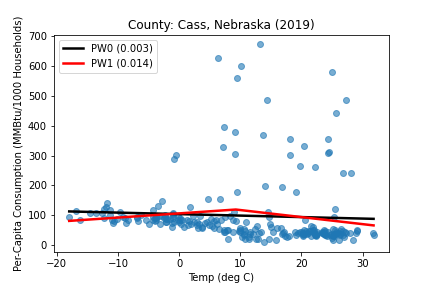 County: Cass, Nebraska (2019)
PW0 (0.003)
PW1 (0.014)
Per-Capita Consumption (MMBtu/1000 Households)
700
600
500
400
300
200
100
0
−20 −10 0 10 20 30
Temp (deg C)